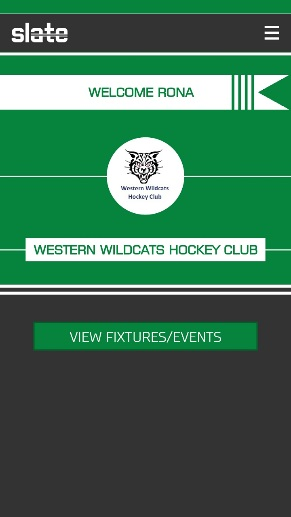 slate
WELCOME RONA
Western Wildcats
Hockey Club
WESTERN WILDCATS HOCKEY CLUB
VIEW FIXTURES/EVENTS